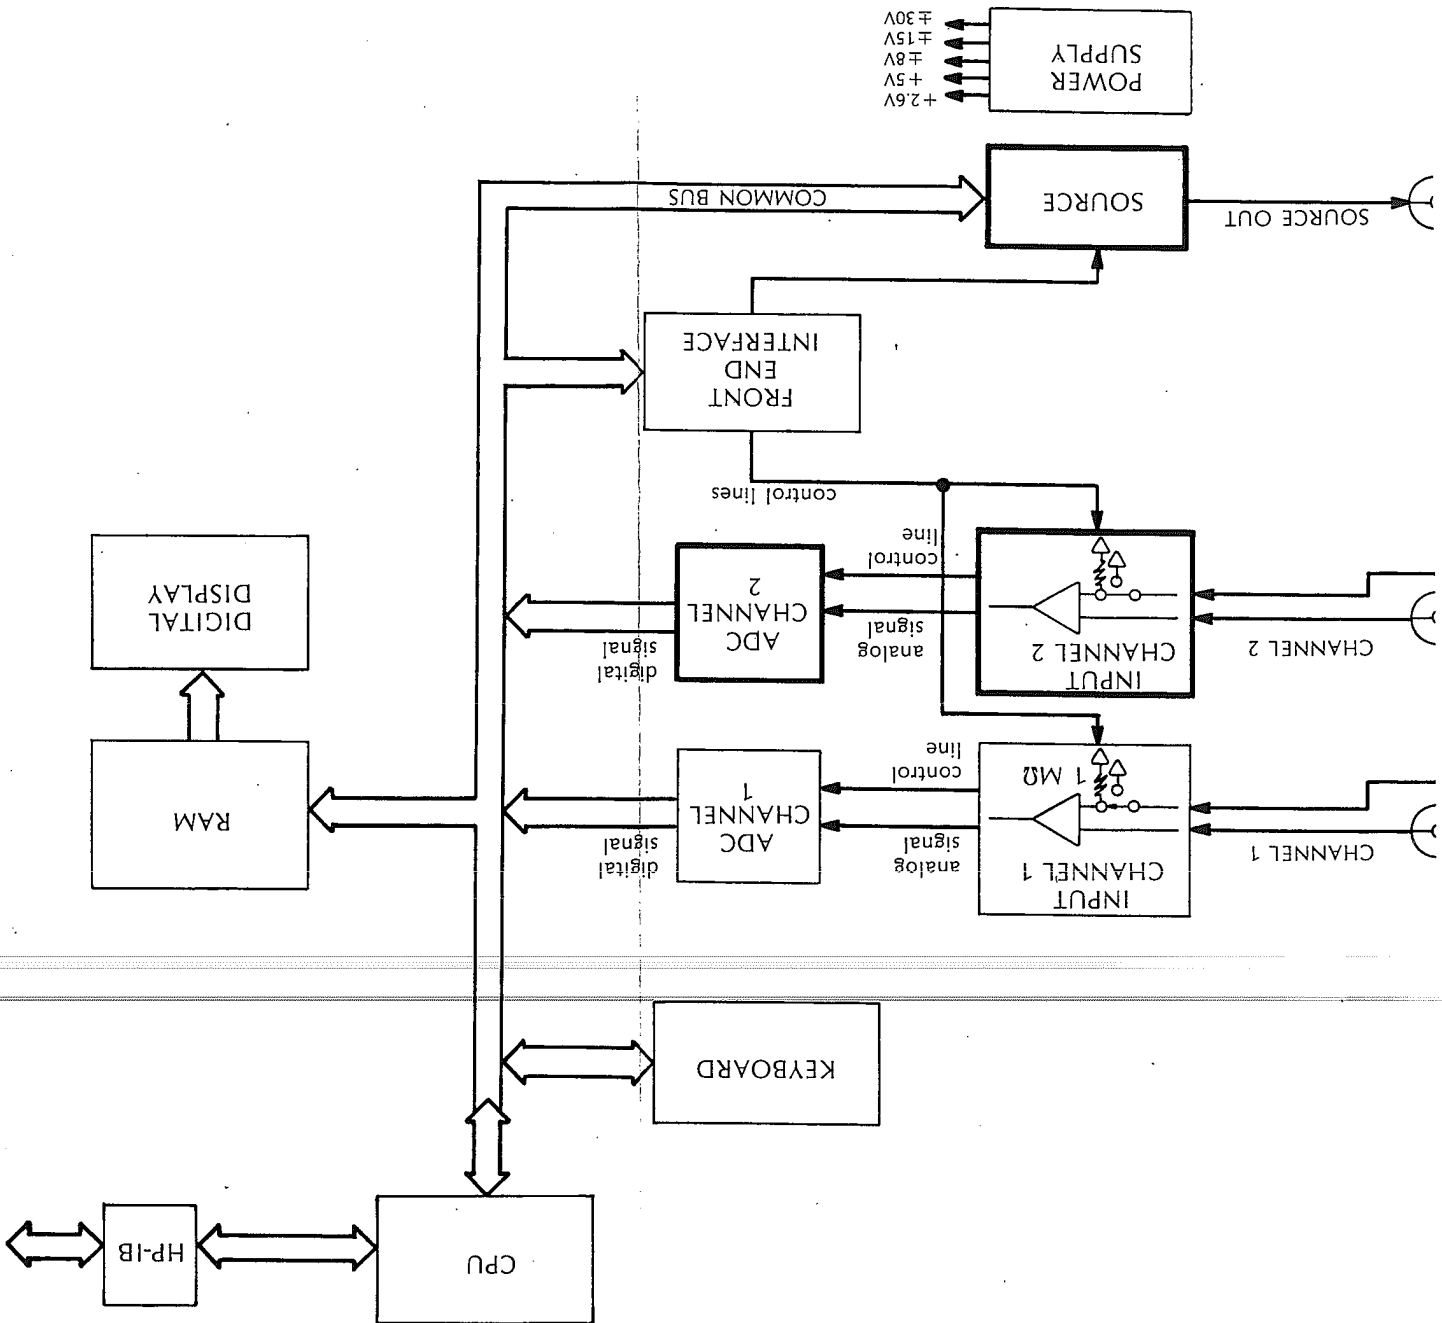 CPU
HP-IB
KEYBOARD
INPUT
CHANNEL 1
1 MΩ
CHANNEL 1
analog
signal
control
line
ADC
CHANNEL
1
digital
signal
RAM
INPUT
CHANNEL 2
CHANNEL 2
analog
signal
control
line
ADC
CHANNEL
2
digital
signal
DIGITAL
DISPLAY
control lines
FRONT
END
INTERFACE
SOURCE OUT
SOURCE
COMMON BUS
POWER
SUPPLY
+2.6V
+5V
±8V
±15V
±30V